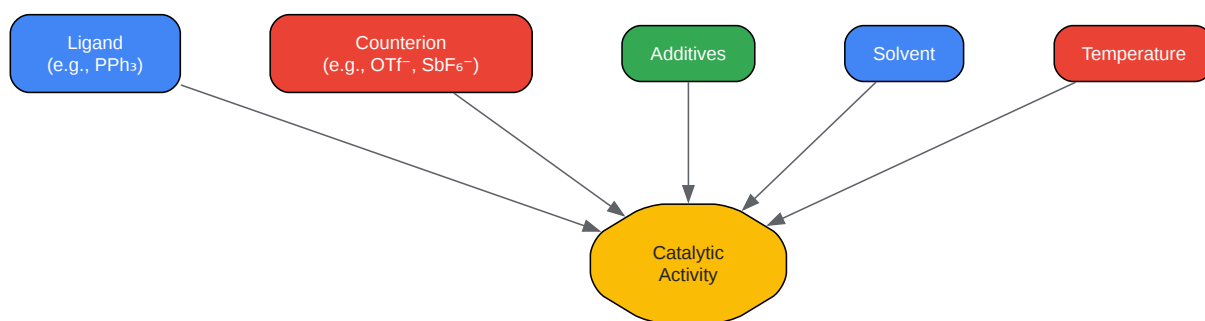 Ligand
(e.g., PPh₃)
Counterion
(e.g., OTf⁻, SbF₆⁻)
Additives
Solvent
Temperature
Catalytic
Activity